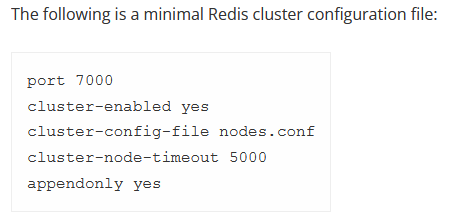 The following is a minimal Redis cluster configuration file:
port 7000
cluster-enabled yes
cluster-config-file nodes.conf
cluster-node-timeout 5000
appendonly yes